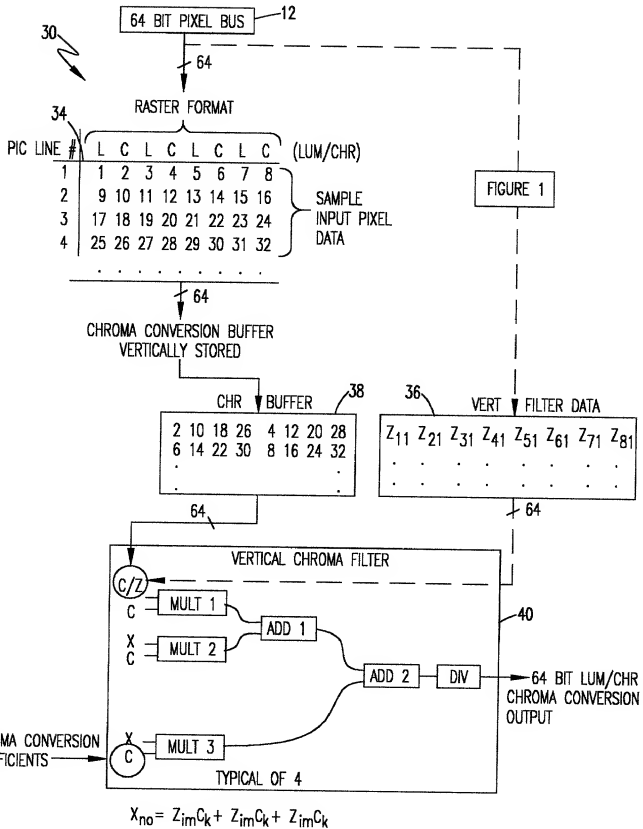 64 BIT PIXEL BUS
12
30
64
RASTER FORMAT
34
PIC LINE # L C L C L C L C (LUM/CHR)
1 1 2 3 4 5 6 7 8
2 9 10 11 12 13 14 15 16
3 17 18 19 20 21 22 23 24
4 25 26 27 28 29 30 31 32
. . . . . . . . .
SAMPLE
INPUT PIXEL
DATA
FIGURE 1
64
CHROMA CONVERSION BUFFER
VERTICALLY STORED
CHR BUFFER
38
2 10 18 26 4 12 20 28
6 14 22 30 8 16 24 32
36
VERT FILTER DATA
Z11 Z21 Z31 Z41 Z51 Z61 Z71 Z81
64
64
VERTICAL CHROMA FILTER
40
C/Z
C
MULT 1
X
C
MULT 2
ADD 1
ADD 2
DIV
64 BIT LUM/CHR
CHROMA CONVERSION
OUTPUT
X
C
MULT 3
MA CONVERSION
FICIENTS
TYPICAL OF 4
Xno = ZimCk + ZimCk + ZimCk